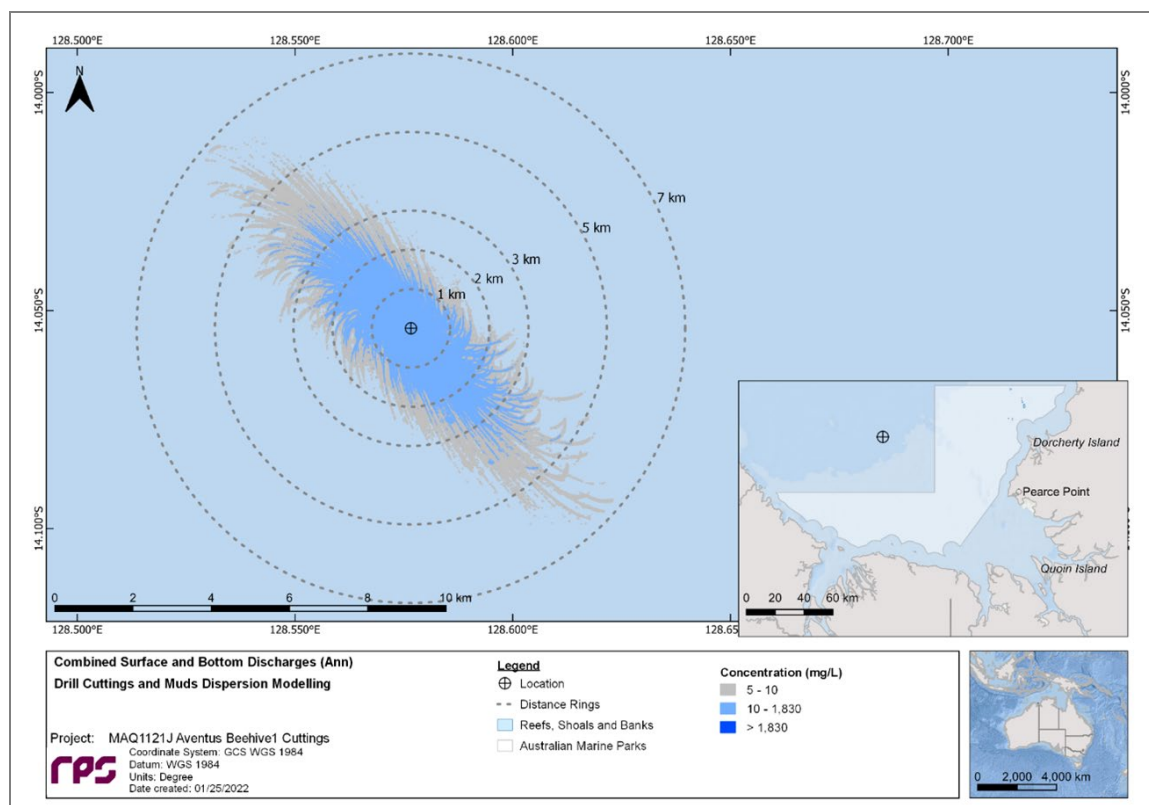 128.500°E 128.550°E 128.600°E 128.650°E 128.700°E
N
14.000°S 14.000°S
7 km
5 km
3 km
2 km
1 km
14.050°S 14.050°S
14.100°S
Dorcherty Island
Pearce Point
Quoin Island
0 20 40 60 km
0 2 4 6 8 10 km
128.500°E 128.550°E 128.600°E
Combined Surface and Bottom Discharges (Ann)
Drill Cuttings and Muds Dispersion Modelling
Project: MAQ1121J Aventus Beehive1 Cuttings
rps
Coordinate System: GCS WGS 1984
Datum: WGS 1984
Units: Degree
Date created: 01/25/2022
Legend
Location
Distance Rings
Reefs, Shoals and Banks
Australian Marine Parks
Concentration (mg/L)
5 - 10
10 - 1,830
> 1,830
0 2,000 4,000 km